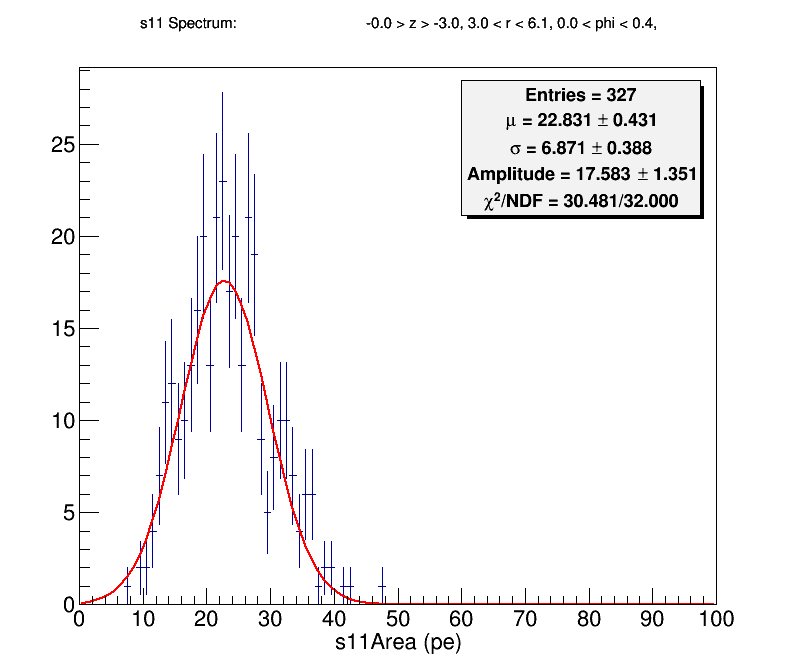 s11 Spectrum: -0.0 > z > -3.0, 3.0 < r < 6.1, 0.0 < phi < 0.4,
Entries = 327
μ = 22.831 ± 0.431
σ = 6.871 ± 0.388
Amplitude = 17.583 ± 1.351
χ²/NDF = 30.481/32.000
25
20
15
10
5
0
0 10 20 30 40 50 60 70 80 90 100
s11Area (pe)